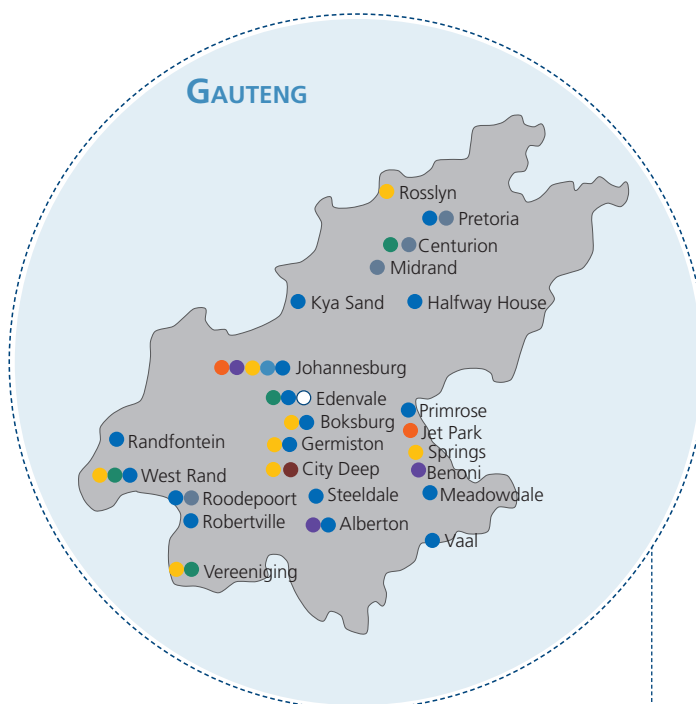 GAUTENG
Rosslyn
Pretoria
Centurion
Midrand
Kya Sand
Halfway House
Johannesburg
Edenvale
Primrose
Boksburg
Jet Park
Randfontein
Germiston
Springs
West Rand
City Deep
Benoni
Roodepoort
Steeldale
Meadowdale
Robertville
Alberton
Vaal
Vereeniging